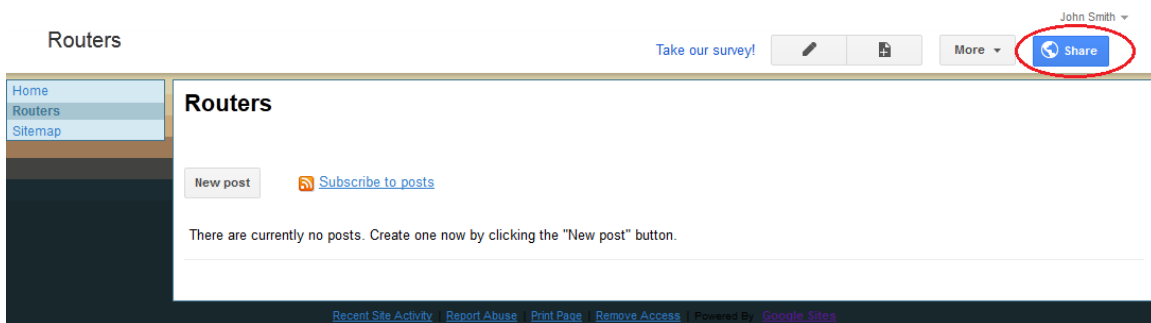 John Smith
Routers
Take our survey!
More
Share
Home
Routers
Sitemap
Routers
New post
Subscribe to posts
There are currently no posts. Create one now by clicking the "New post" button.
Recent Site Activity | Report Abuse | Print Page | Remove Access | Powered By Google Sites